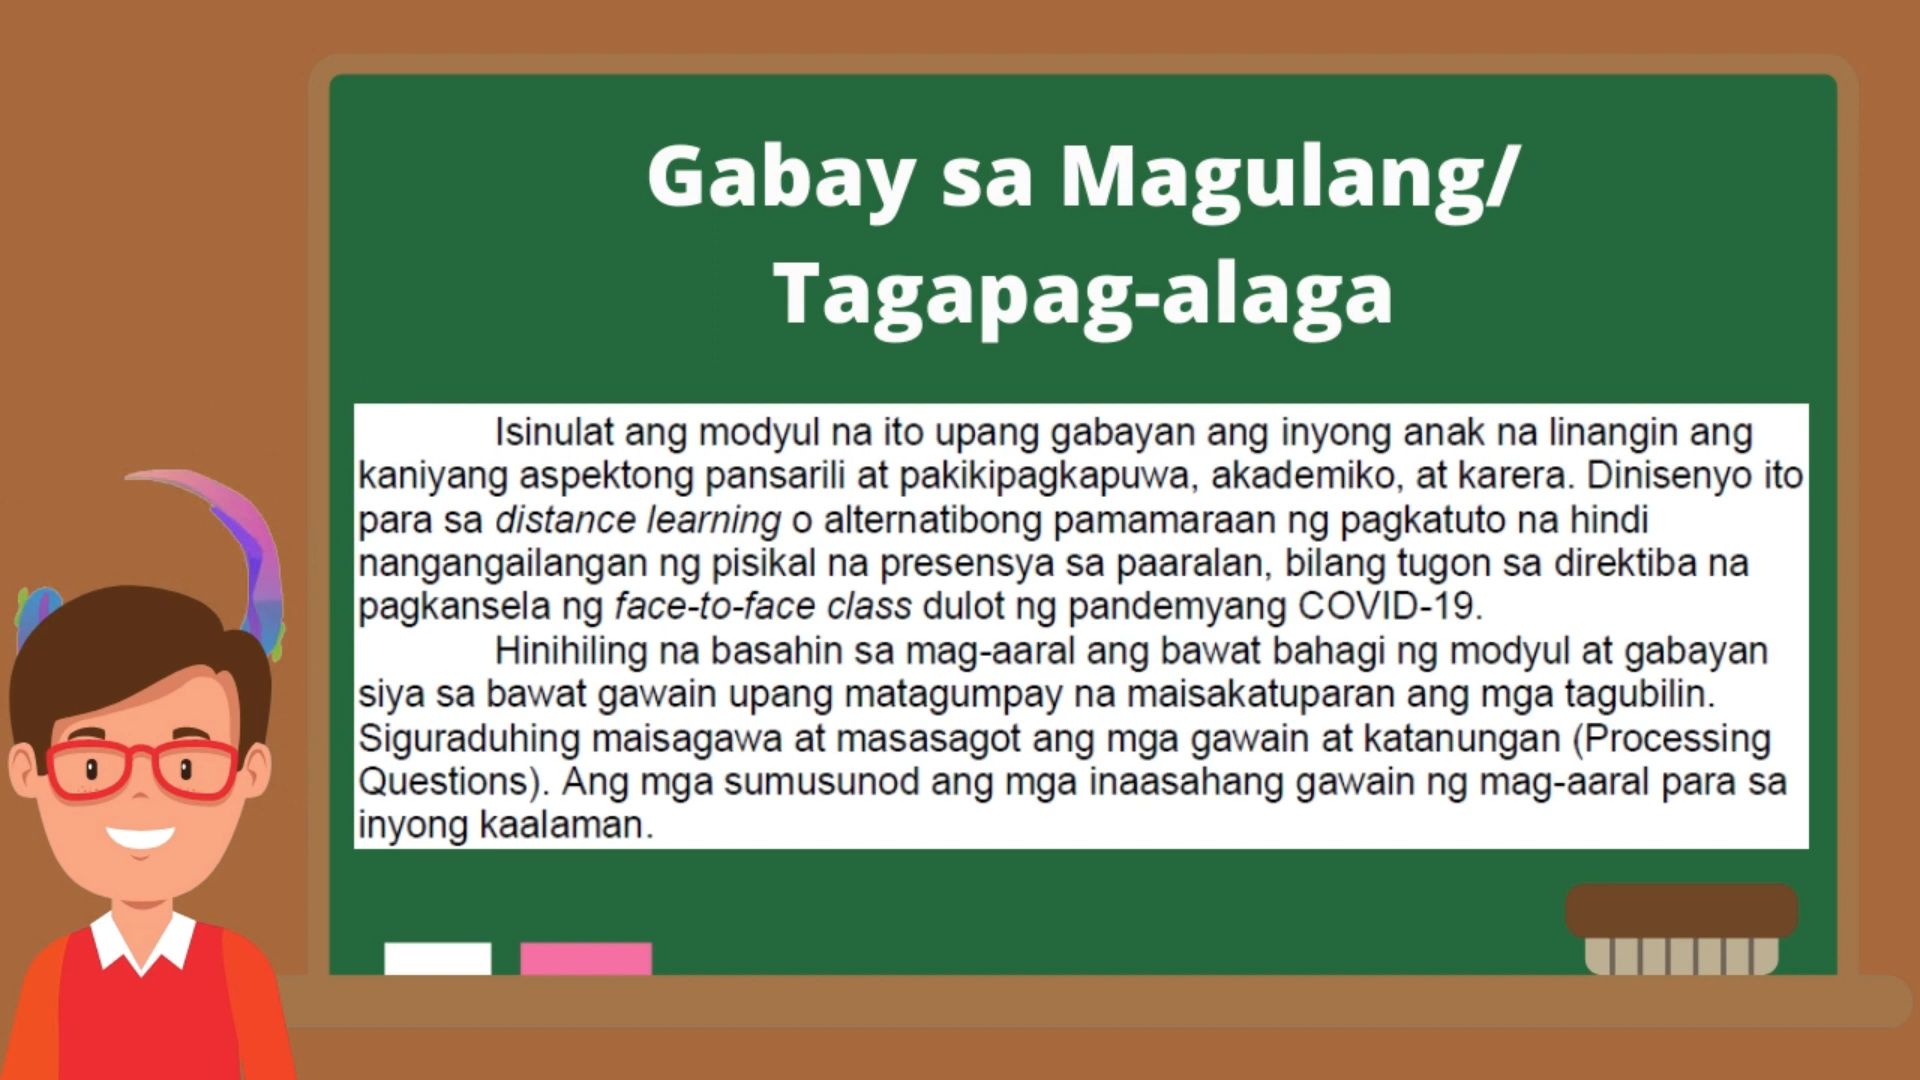 Gabay sa Magulang/
Tagapag-alaga
Isinulat ang modyul na ito upang gabayan ang inyong anak na linangin ang
kaniyang aspektong pansarili at pakikipagkapuwa, akademiko, at karera. Dinisenyo ito
para sa distance learning o alternatibong pamamaraan ng pagkatuto na hindi
nangangailangan ng pisikal na presensya sa paaralan, bilang tugon sa direktiba na
pagkansela ng face-to-face class dulot ng pandemyang COVID-19.
Hinihiling na basahin sa mag-aaral ang bawat bahagi ng modyul at gabayan
siya sa bawat gawain upang matagumpay na maisakatuparan ang mga tagubilin.
Siguraduhing maisagawa at masasagot ang mga gawain at katanungan (Processing
Questions). Ang mga sumusunod ang mga inaasahang gawain ng mag-aaral para sa
inyong kaalaman.